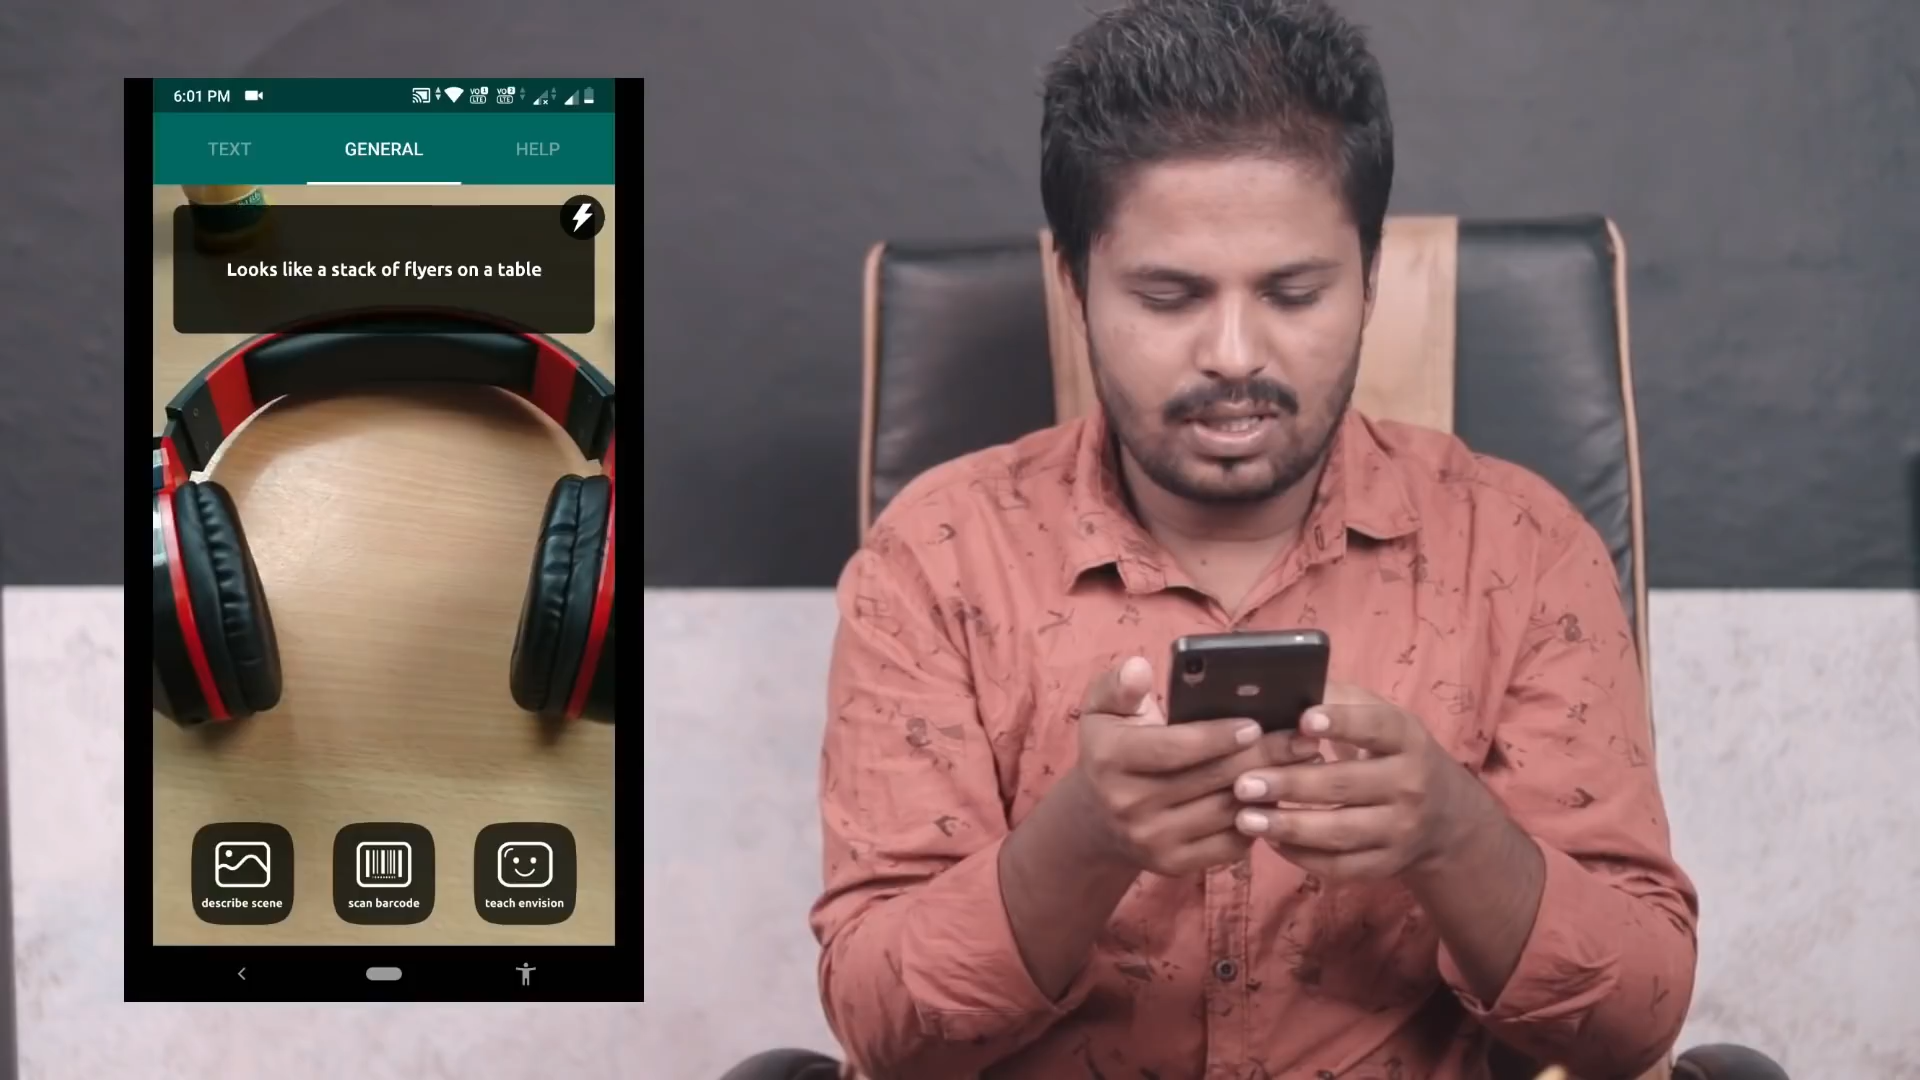 6:01 PM
TEXT GENERAL HELP
Looks like a stack of flyers on a table
describe scene scan barcode teach envision